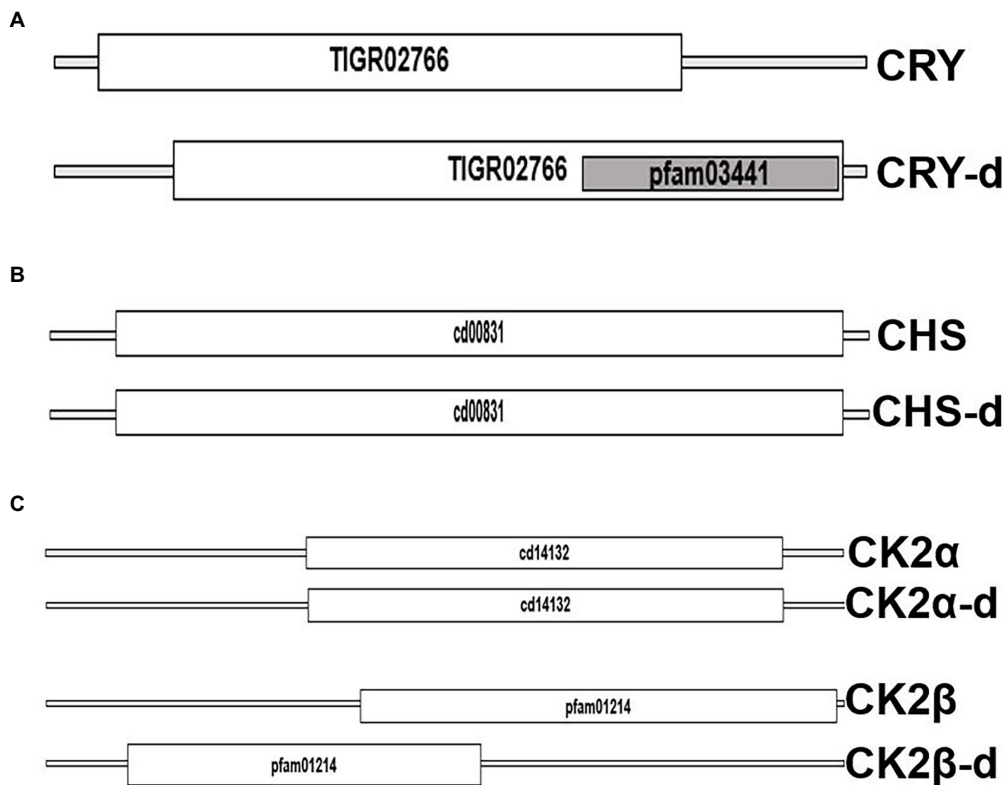 A
TIGR02766 CRY
TIGR02766 pfam03441 CRY-d
B
cd00831 CHS
cd00831 CHS-d
C
cd14132 CK2α
cd14132 CK2α-d
pfam01214 CK2β
pfam01214 CK2β-d